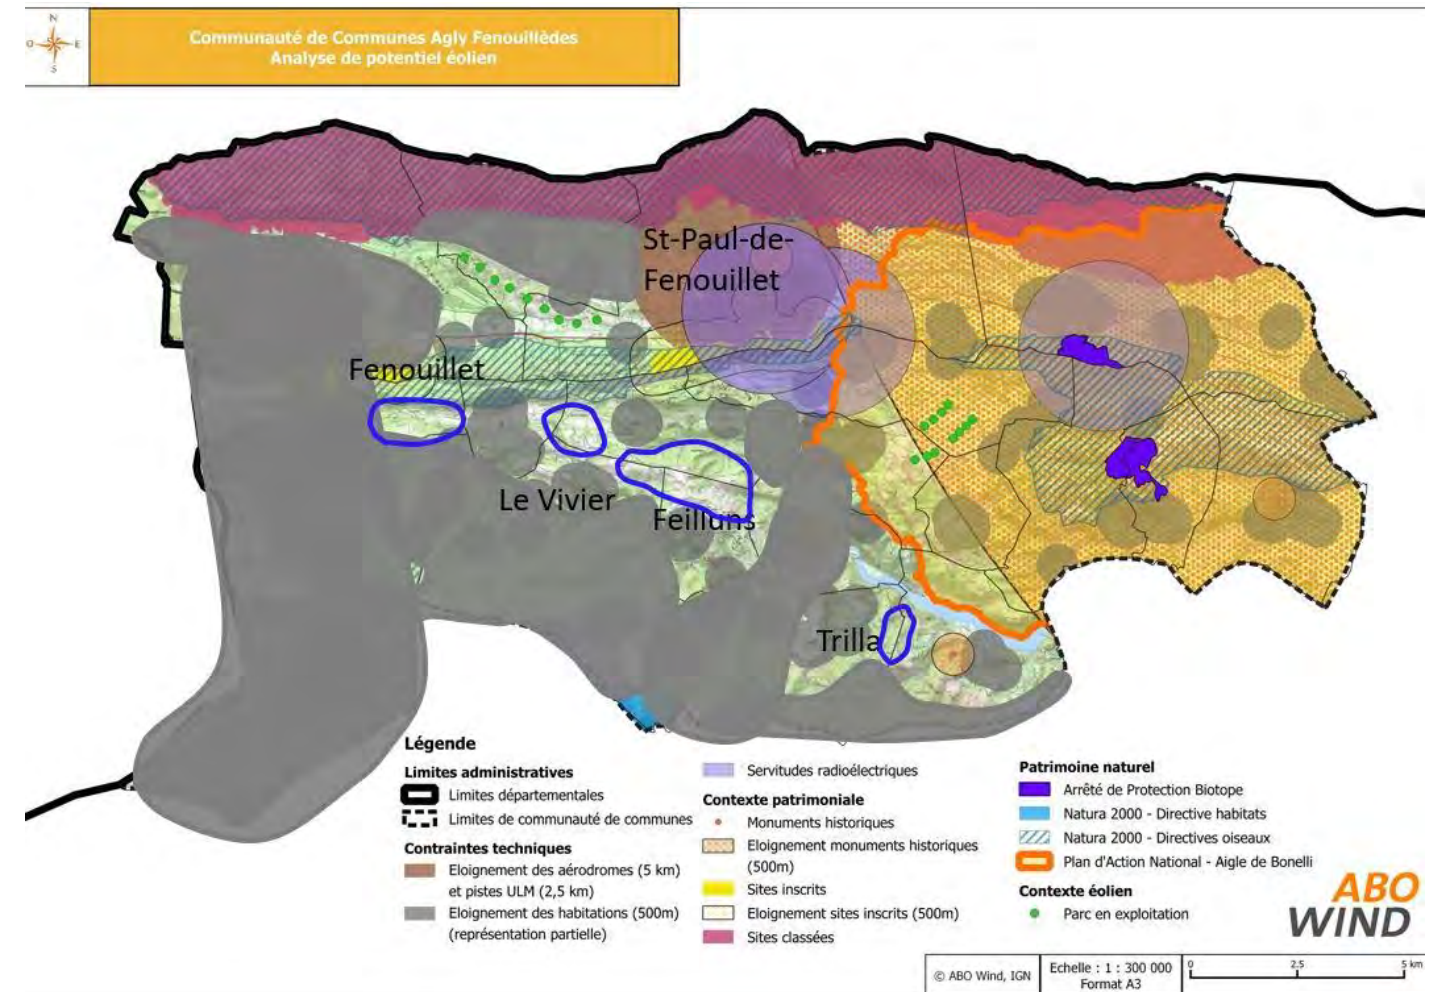 N
O
E
S
Communauté de Communes Agly Fenouillèdes
Analyse de potentiel éolien
St-Paul-de-
Fenouillet
Fenouillet
Le Vivier
Feilluns
Trilla
Légende
Limites administratives
Limites départementales
Limites de communauté de communes
Contraintes techniques
Eloignement des aérodromes (5 km)
et pistes ULM (2,5 km)
Eloignement des habitations (500m)
(représentation partielle)
Servitudes radioélectriques
Contexte patrimoniale
Monuments historiques
Eloignement monuments historiques
(500m)
Sites inscrits
Eloignement sites inscrits (500m)
Sites classées
Patrimoine naturel
Arrêté de Protection Biotope
Natura 2000 - Directive habitats
Natura 2000 - Directives oiseaux
Plan d'Action National - Aigle de Bonelli
Contexte éolien
Parc en exploitation
ABO
WIND
© ABO Wind, IGN
Echelle : 1 : 300 000
Format A3
0 2.5 5 km